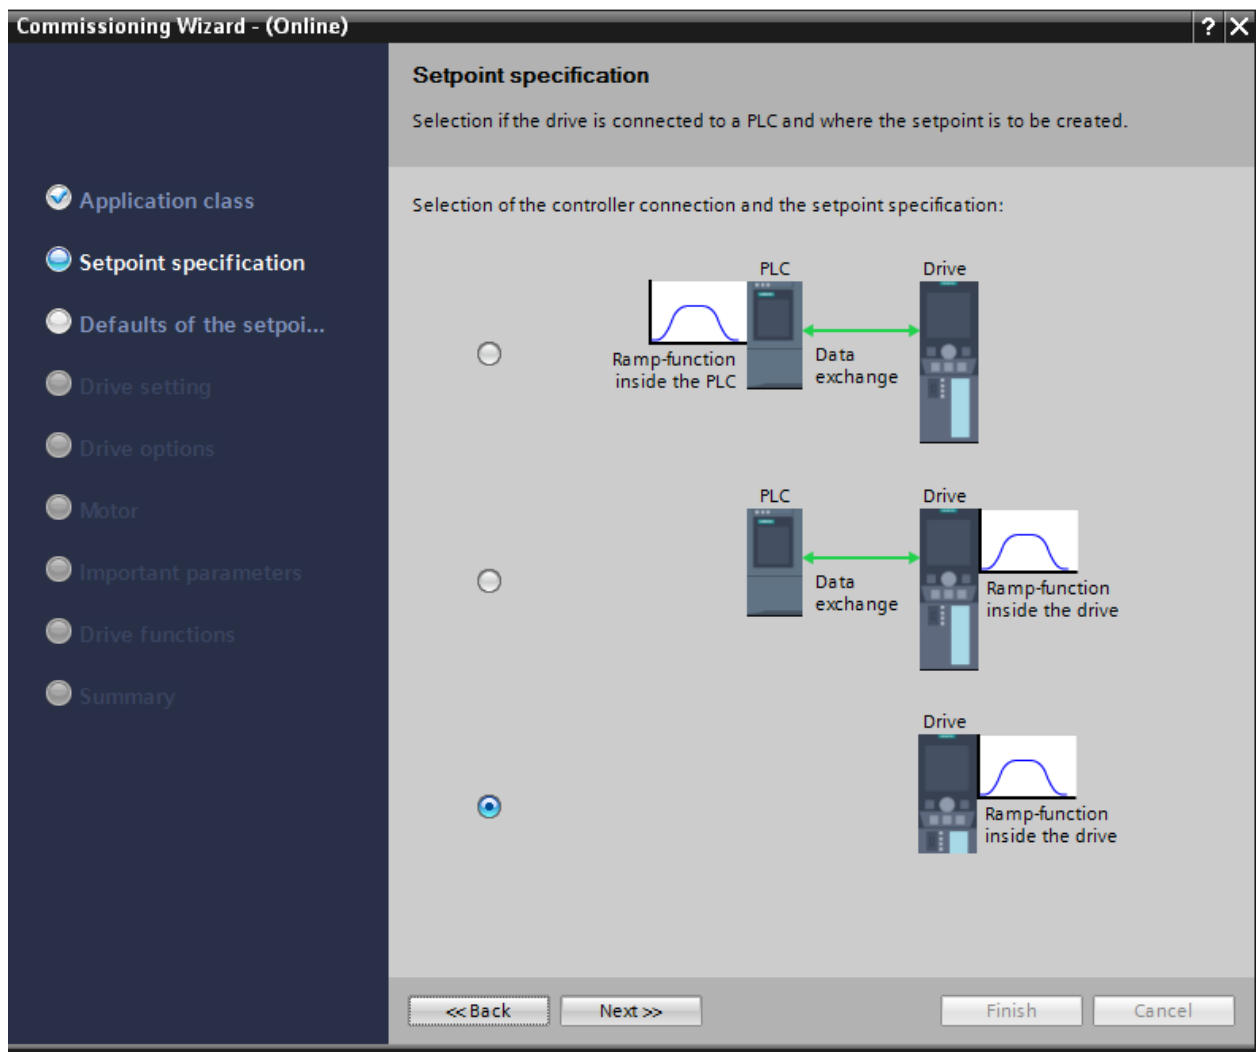 Commissioning Wizard - (Online)
? X
Setpoint specification
Selection if the drive is connected to a PLC and where the setpoint is to be created.
Application class
Setpoint specification
Defaults of the setpoi...
Drive setting
Drive options
Motor
Important parameters
Drive functions
Summary
Selection of the controller connection and the setpoint specification:
PLC
Drive
Ramp-function
inside the PLC
Data
exchange
PLC
Drive
Data
exchange
Ramp-function
inside the drive
Drive
Ramp-function
inside the drive
<< Back
Next >>
Finish
Cancel